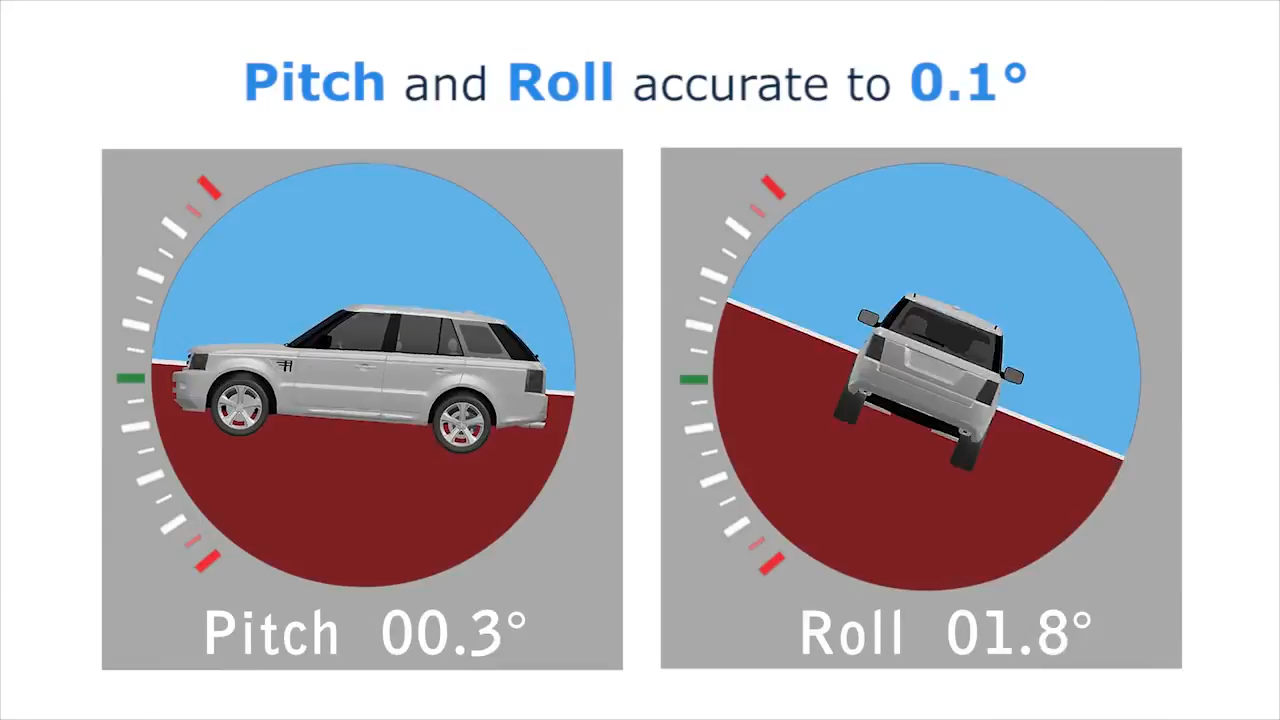 Pitch and Roll accurate to 0.1°
Pitch 00.3°
Roll 01.8°